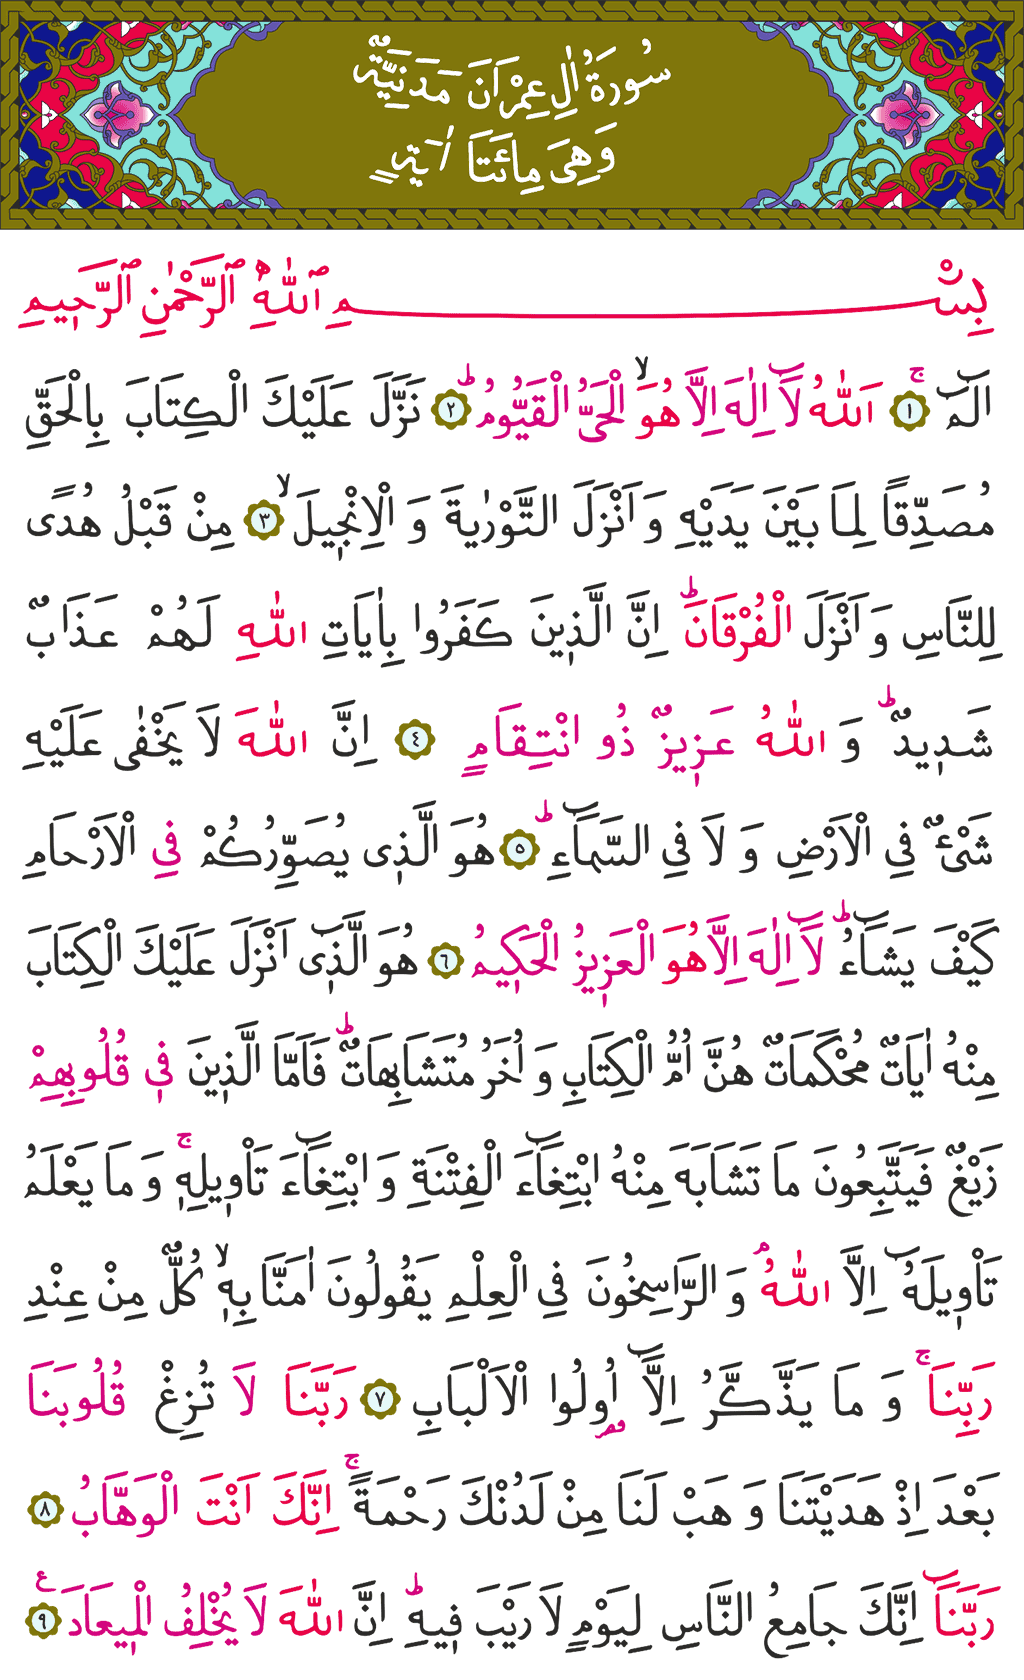 سُورَةُ اٰلِ عِمْرَانَ مَدَنِيَّةٌ
وَهِىَ مِائَتَا اٰيَةٍ
بِسْمِ ٱللّٰهِ ٱلرَّحْمٰنِ ٱلرَّح۪يمِ
الٓمٓ ۚ ﴿١﴾ اَللّٰهُ لَٓا اِلٰهَ اِلَّا هُوَ ۙ الْحَىُّ الْقَيُّومُ ۜ ﴿٢﴾ نَزَّلَ عَلَيْكَ الْكِتَابَ بِالْحَقِّ
مُصَدِّقًا لِمَا بَيْنَ يَدَيْهِ وَ اَنْزَلَ التَّوْرٰيةَ وَ الْاِنْج۪يلَ ۙ ﴿٣﴾ مِنْ قَبْلُ هُدًى
لِلنَّاسِ وَ اَنْزَلَ الْفُرْقَانَ ۜ اِنَّ الَّذ۪ينَ كَفَرُوا بِاٰيَاتِ اللّٰهِ لَهُمْ عَذَابٌ
شَد۪يدٌ ۜ وَ اللّٰهُ عَز۪يزٌ ذُو انْتِقَامٍ ﴿٤﴾ اِنَّ اللّٰهَ لَا يَخْفٰى عَلَيْهِ
شَىْءٌ فِى الْاَرْضِ وَ لَا فِى السَّمَٓاءِ ۜ ﴿٥﴾ هُوَ الَّذ۪ى يُصَوِّرُكُمْ فِى الْاَرْحَامِ
كَيْفَ يَشَٓاءُ ۜ لَٓا اِلٰهَ اِلَّا هُوَ الْعَز۪يزُ الْحَك۪يمُ ﴿٦﴾ هُوَ الَّذ۪ٓى اَنْزَلَ عَلَيْكَ الْكِتَابَ
مِنْهُ اٰيَاتٌ مُحْكَمَاتٌ هُنَّ اُمُّ الْكِتَابِ وَ اُخَرُ مُتَشَابِهَاتٌ ۜ فَاَمَّا الَّذ۪ينَ ف۪ى قُلُوبِهِمْ
زَيْغٌ فَيَتَّبِعُونَ مَا تَشَابَهَ مِنْهُ ابْتِغَٓاءَ الْفِتْنَةِ وَ ابْتِغَٓاءَ تَاْو۪يلِه۪ ۚ وَ مَا يَعْلَمُ
تَاْو۪يلَهُٓ اِلَّا اللّٰهُ ۢ وَ الرَّاسِخُونَ فِى الْعِلْمِ يَقُولُونَ اٰمَنَّا بِه۪ ۙ كُلٌّ مِنْ عِنْدِ
رَبِّنَا ۚ وَ مَا يَذَّكَّرُ اِلَّٓا اُو۬لُوا الْاَلْبَابِ ﴿٧﴾ رَبَّنَا لَا تُزِغْ قُلُوبَنَا
بَعْدَ اِذْ هَدَيْتَنَا وَ هَبْ لَنَا مِنْ لَدُنْكَ رَحْمَةً ۚ اِنَّكَ اَنْتَ الْوَهَّابُ ﴿٨﴾
رَبَّنَٓا اِنَّكَ جَامِعُ النَّاسِ لِيَوْمٍ لَا رَيْبَ ف۪يهِ ۜ اِنَّ اللّٰهَ لَا يُخْلِفُ الْم۪يعَادَ ۟ ﴿٩﴾